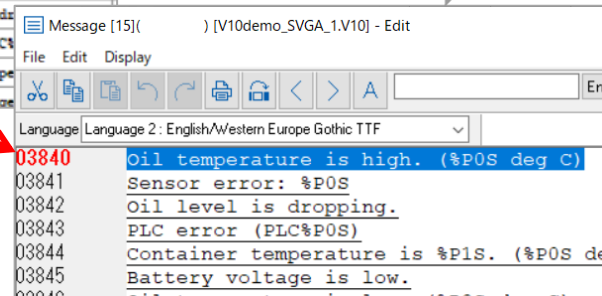 Message [15]( ) [V10demo_SVGA_1.V10] - Edit
File Edit Display
A
Language Language 2 : English/Western Europe Gothic TTF
03840 Oil temperature is high. (%P0S deg C)
03841 Sensor error: %P0S
03842 Oil level is dropping.
03843 PLC error (PLC%P0S)
03844 Container temperature is %P1S. (%P0S de
03845 Battery voltage is low.